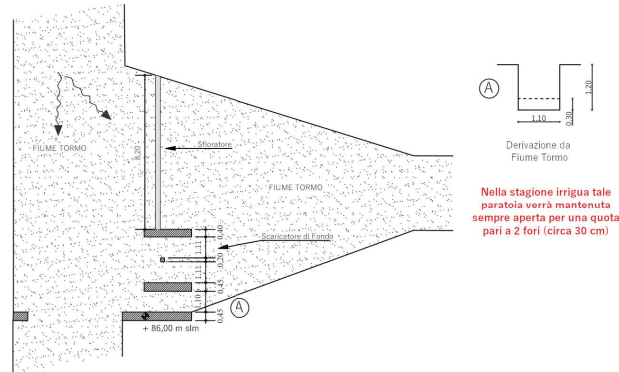 FIUME TORMO
8,20
Sfioratore
FIUME TORMO
0,40
Scaricatore di Fondo
1,11
0,20
1,11
0,45
1,10
0,45
A
+ 86,00 m slm
A
1,20
0,30
1,10
Derivazione da
Fiume Tormo
Nella stagione irrigua tale
paratoia verrà mantenuta
sempre aperta per una quota
pari a 2 fori (circa 30 cm)